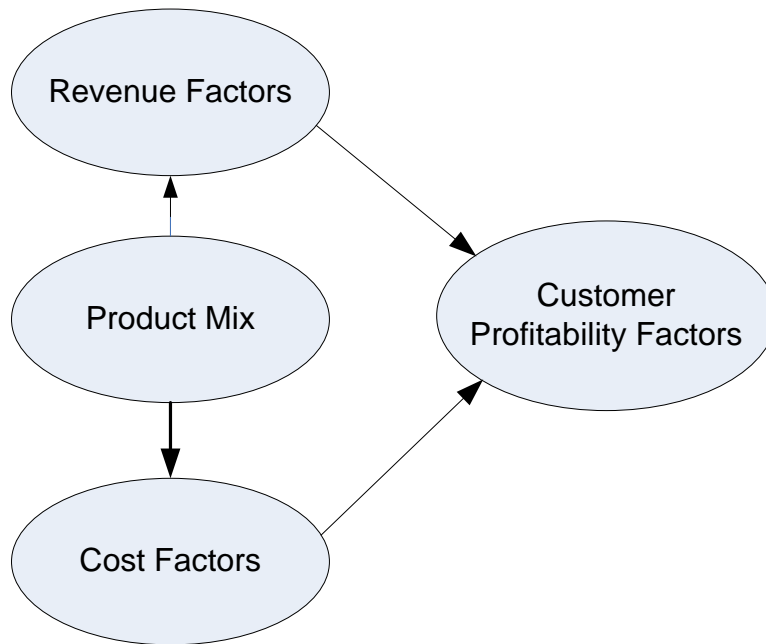 Revenue Factors
Product Mix
Customer
Profitability Factors
Cost Factors